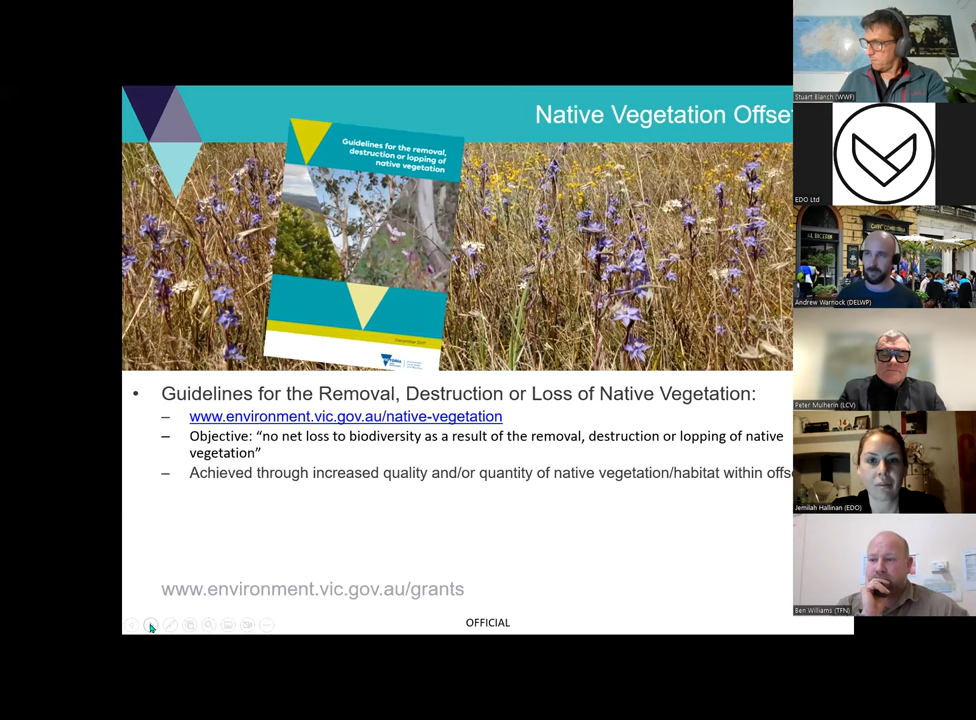 Native Vegetation Offse
Guidelines for the removal,
destruction or lopping of
native vegetation
December 2017
VICTORIA
• Guidelines for the Removal, Destruction or Loss of Native Vegetation:
– www.environment.vic.gov.au/native-vegetation
– Objective: “no net loss to biodiversity as a result of the removal, destruction or lopping of native
vegetation”
– Achieved through increased quality and/or quantity of native vegetation/habitat within offs
www.environment.vic.gov.au/grants
OFFICIAL
Stuart Blanch (WWF)
EDO Ltd
Andrew Warnock (DELWP)
Peter Mulherin (LCV)
Jemilah Hallinan (EDO)
Ben Williams (TFN)